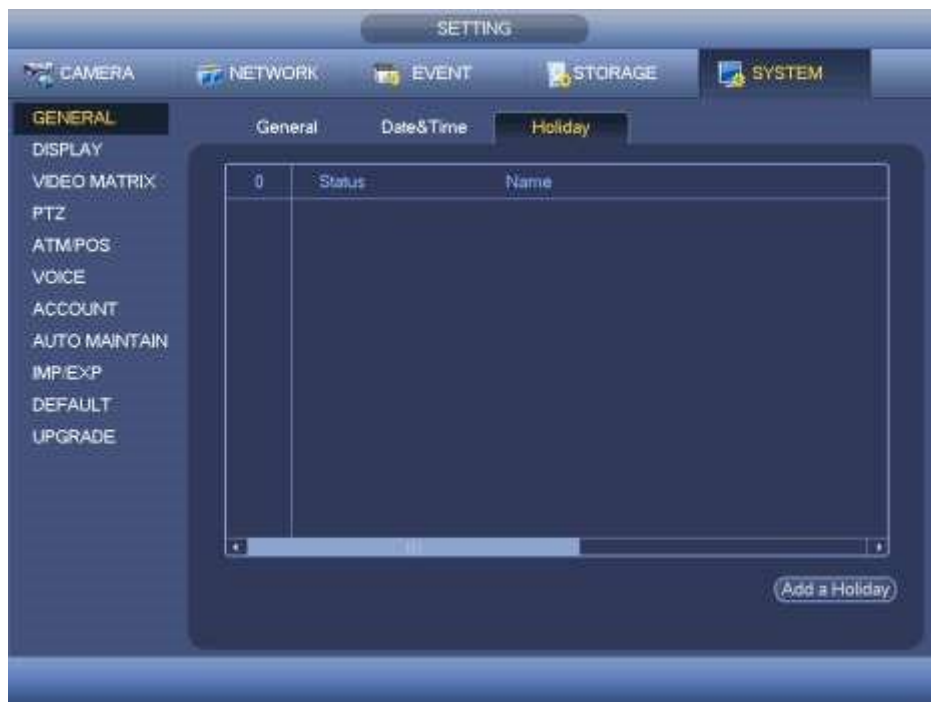 SETTING
CAMERA NETWORK EVENT STORAGE SYSTEM
GENERAL
DISPLAY
VIDEO MATRIX
PTZ
ATM/POS
VOICE
ACCOUNT
AUTO MAINTAIN
IMP/EXP
DEFAULT
UPGRADE
General Date&Time Holiday
0 Status Name
Add a Holiday